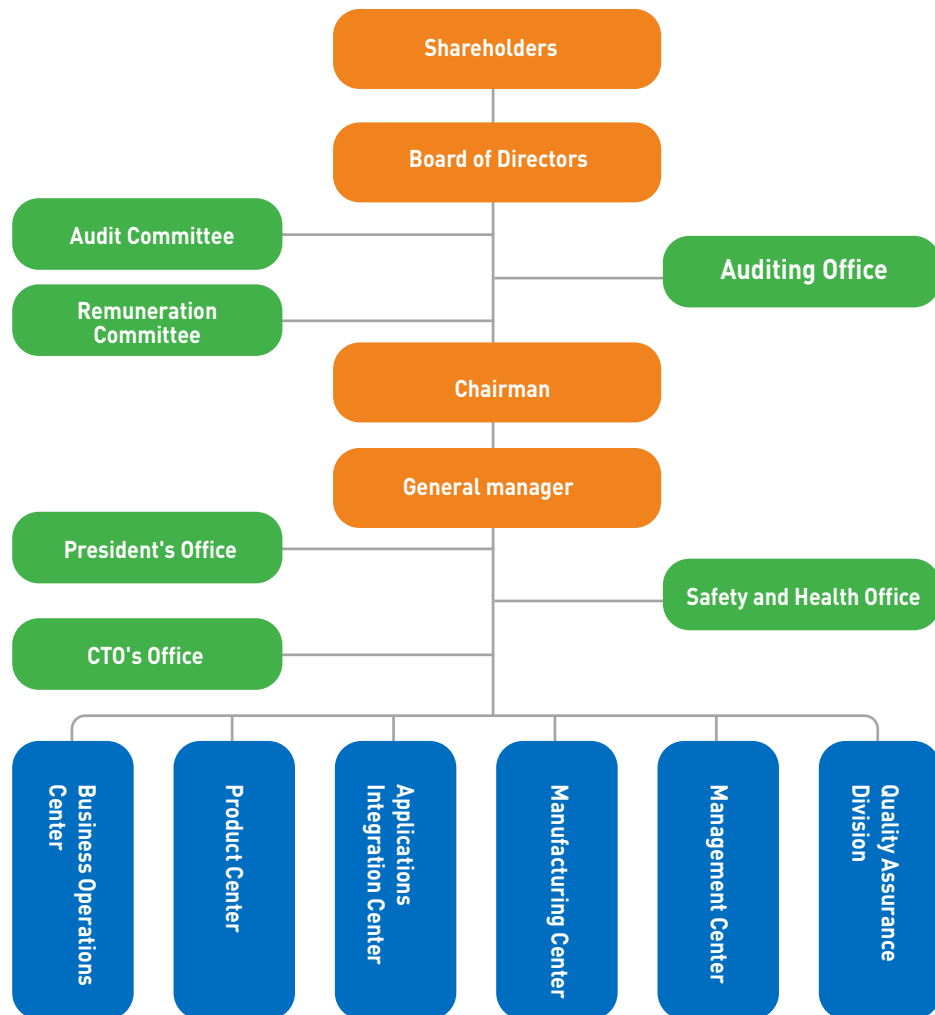 Shareholders
Board of Directors
Audit Committee
Auditing Office
Remuneration
Committee
Chairman
General manager
President's Office
Safety and Health Office
CTO's Office
Business Operations
Center
Product Center
Applications
Integration Center
Manufacturing Center
Management Center
Quality Assurance
Division